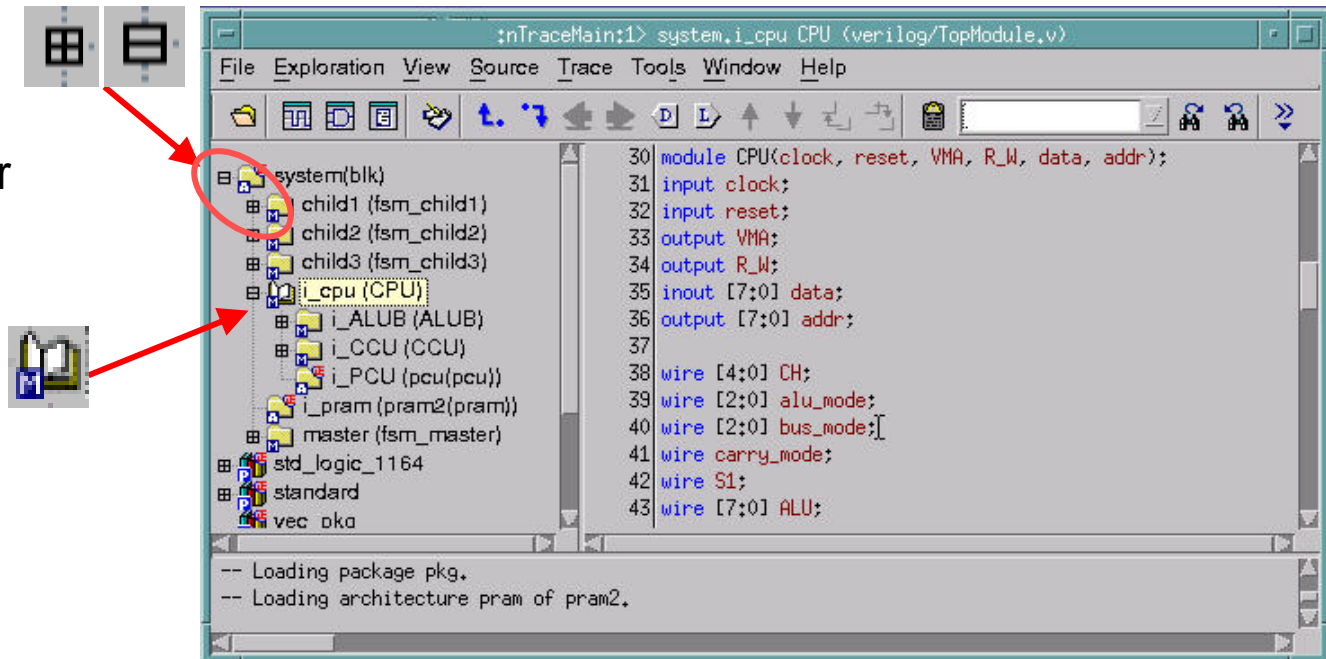 :nTraceMain:1> system.i_cpu CPU (verilog/TopModule.v)
File Exploration View Source Trace Tools Window Help
D L
r
system(blk)
child1 (fsm_child1)
child2 (fsm_child2)
child3 (fsm_child3)
i_cpu (CPU)
i_ALUB (ALUB)
i_CCU (CCU)
i_PCU (pcu(pcu))
i_pram (pram2(pram))
master (fsm_master)
std_logic_1164
standard
vec_pkg
30 module CPU(clock, reset, VMA, R_W, data, addr);
31 input clock;
32 input reset;
33 output VMA;
34 output R_W;
35 inout [7:0] data;
36 output [7:0] addr;
37
38 wire [4:0] CH;
39 wire [2:0] alu_mode;
40 wire [2:0] bus_mode;
41 wire carry_mode;
42 wire S1;
43 wire [7:0] ALU;
M
-- Loading package pkg.
-- Loading architecture pram of pram2.